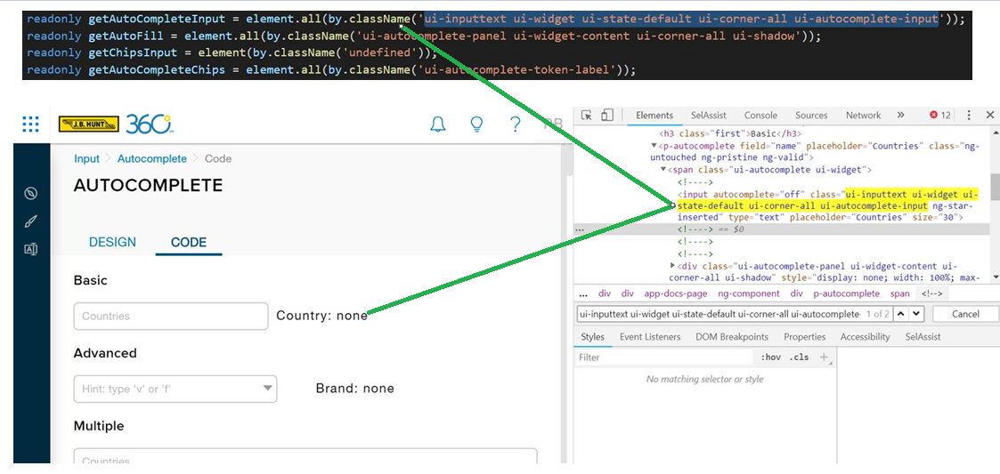 readonly getAutoCompleteInput = element.all(by.className('ui-inputtext ui-widget ui-state-default ui-corner-all ui-autocomplete-input'));
readonly getAutoFill = element.all(by.className('ui-autocomplete-panel ui-widget-content ui-corner-all ui-shadow'));
readonly getChipsInput = element(by.className('undefined'));
readonly getAutoCompleteChips = element.all(by.className('ui-autocomplete-token-label'));
J.B. HUNT 360
?
Input > Autocomplete > Code
AUTOCOMPLETE
DESIGN CODE
Basic
Countries Country: none
Advanced
Hint: type 'v' or 'f' Brand: none
Multiple
Countries
Elements SelAssist Console Sources Network » 12
<h3 class="first">Basic</h3>
▼<p-autocomplete field="name" placeholder="Countries" class="ng-
untouched ng-pristine ng-valid">
▼<span class="ui-autocomplete ui-widget">
<!---->
<input autocomplete="off" class="ui-inputtext ui-widget ui-
state-default ui-corner-all ui-autocomplete-input ng-star-
inserted" type="text" placeholder="Countries" size="30">
... <!----> == $0
<!---->
<!---->
▶<div class="ui-autocomplete-panel ui-widget-content ui-
corner-all ui-shadow" style="display: none; width: 100%; max-
... div div app-docs-page ng-component div p-autocomplete span <!-->
ui-inputtext ui-widget ui-state-default ui-corner-all ui-autocomplete- 1 of 2 Cancel
Styles Event Listeners DOM Breakpoints Properties Accessibility SelAssist
Filter :hov .cls +
No matching selector or style